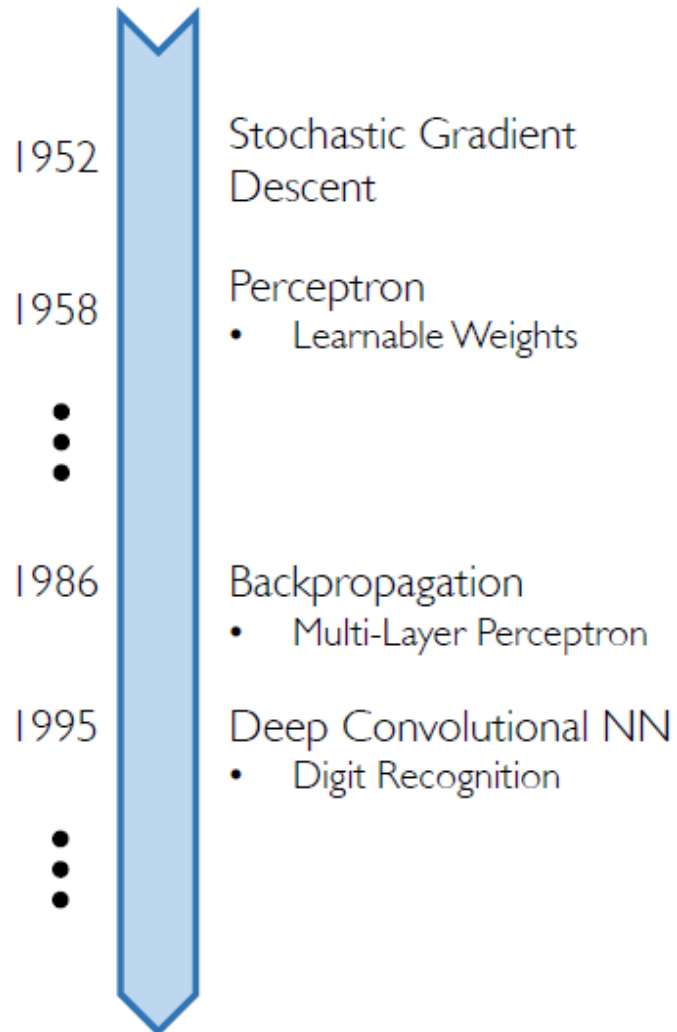 1952
Stochastic Gradient
Descent
1958
Perceptron
• Learnable Weights
1986
Backpropagation
• Multi-Layer Perceptron
1995
Deep Convolutional NN
• Digit Recognition